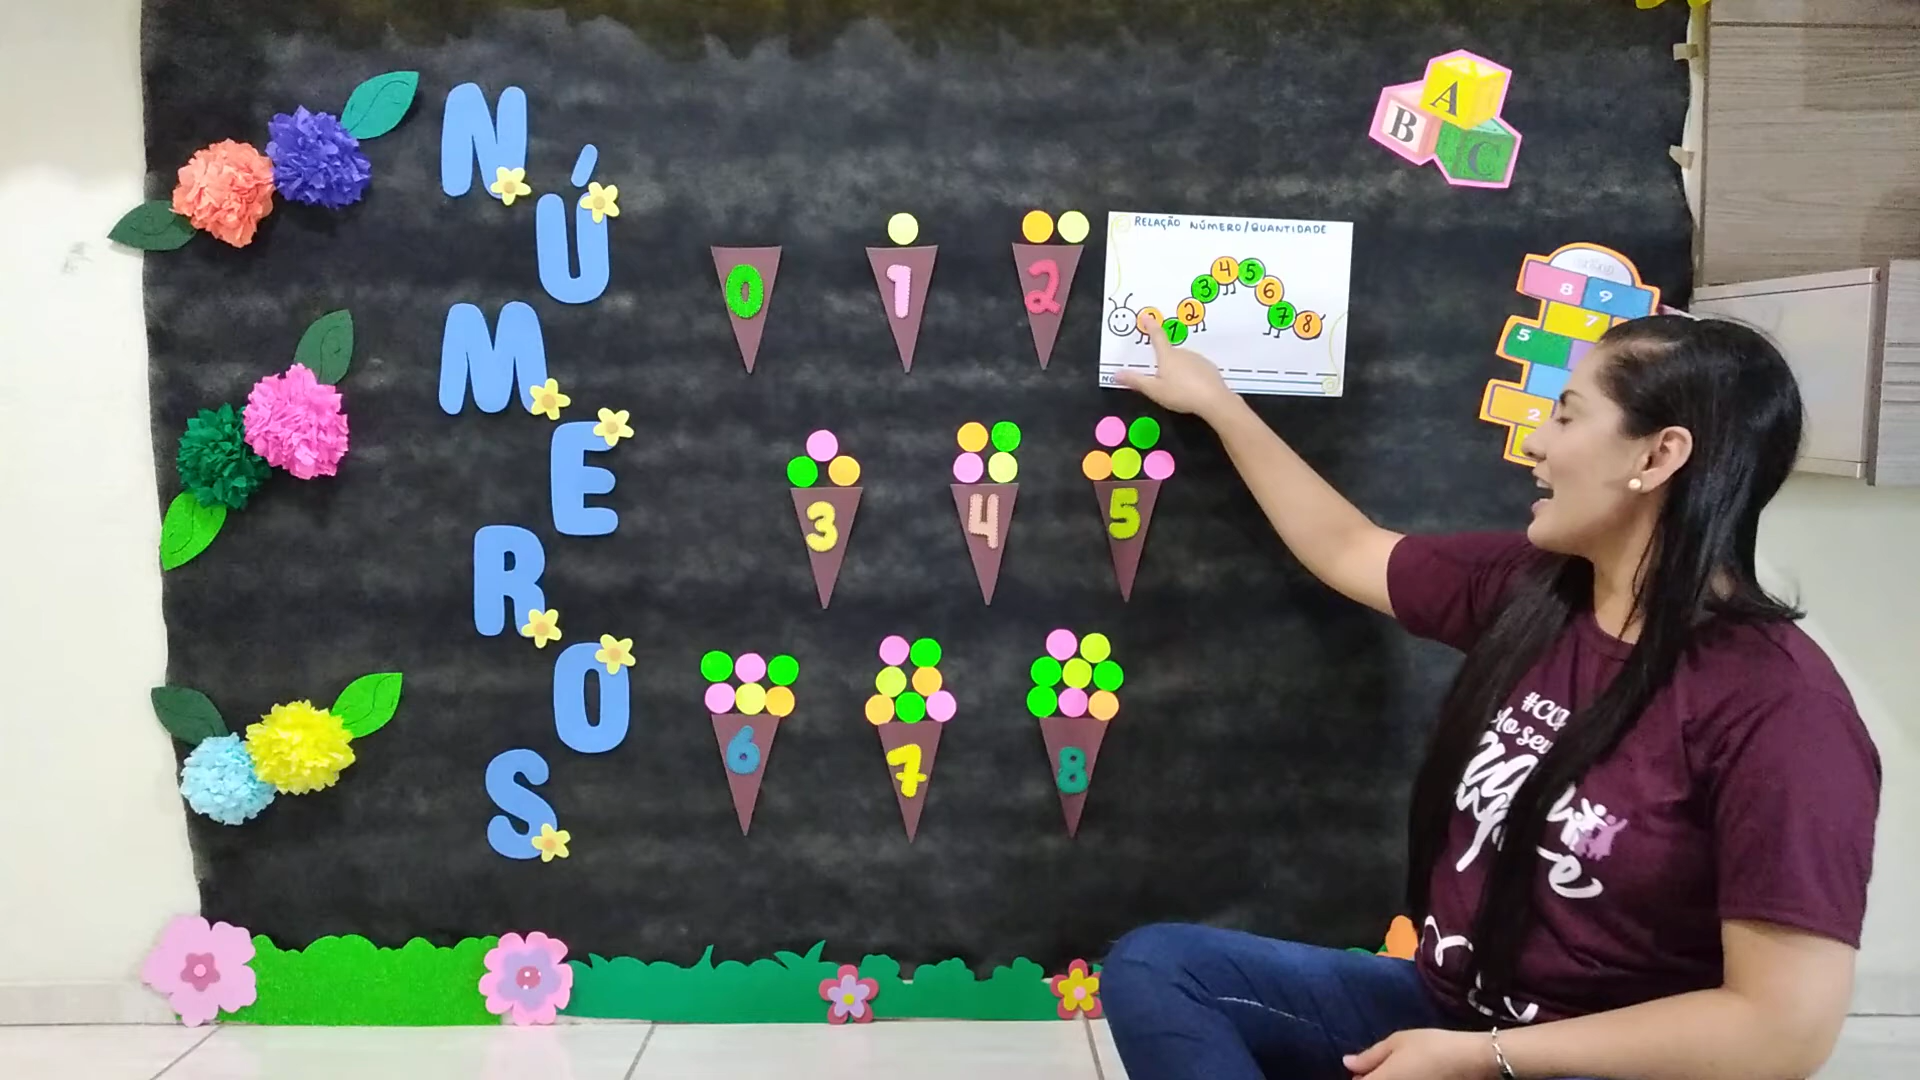 NÚMEROS
A
B C
RELAÇÃO NÚMERO/QUANTIDADE
1 2 3 4 5 6 7 8
0 1 2
3 4 5
6 7 8
8 9
7
5
2
#CO